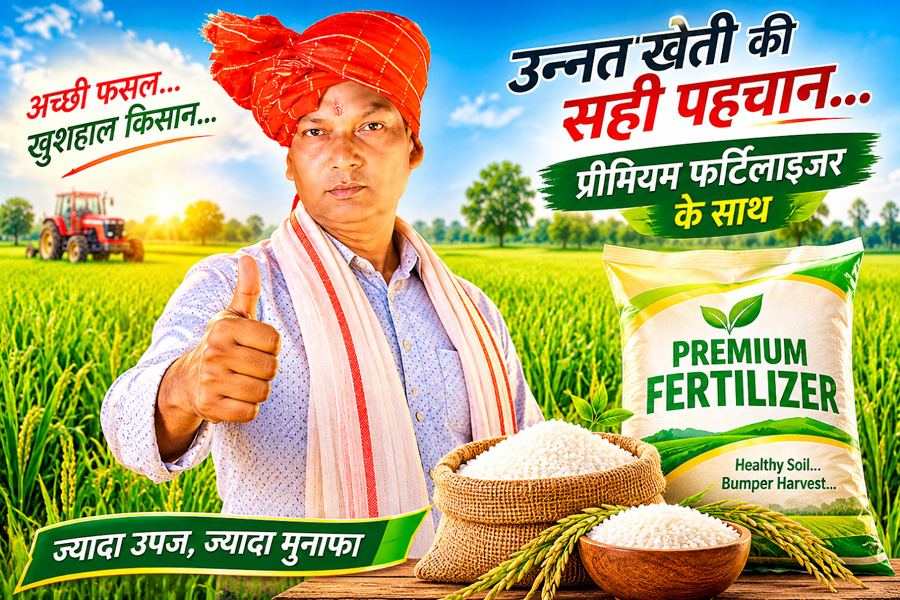 अच्छी फसल...
खुशहाल किसान...
उन्नत खेती की
सही पहचान...
प्रीमियम फर्टिलाइजर
के साथ
PREMIUM
FERTILIZER
Healthy Soil...
Bumper Harvest...
ज्यादा उपज, ज्यादा मुनाफा